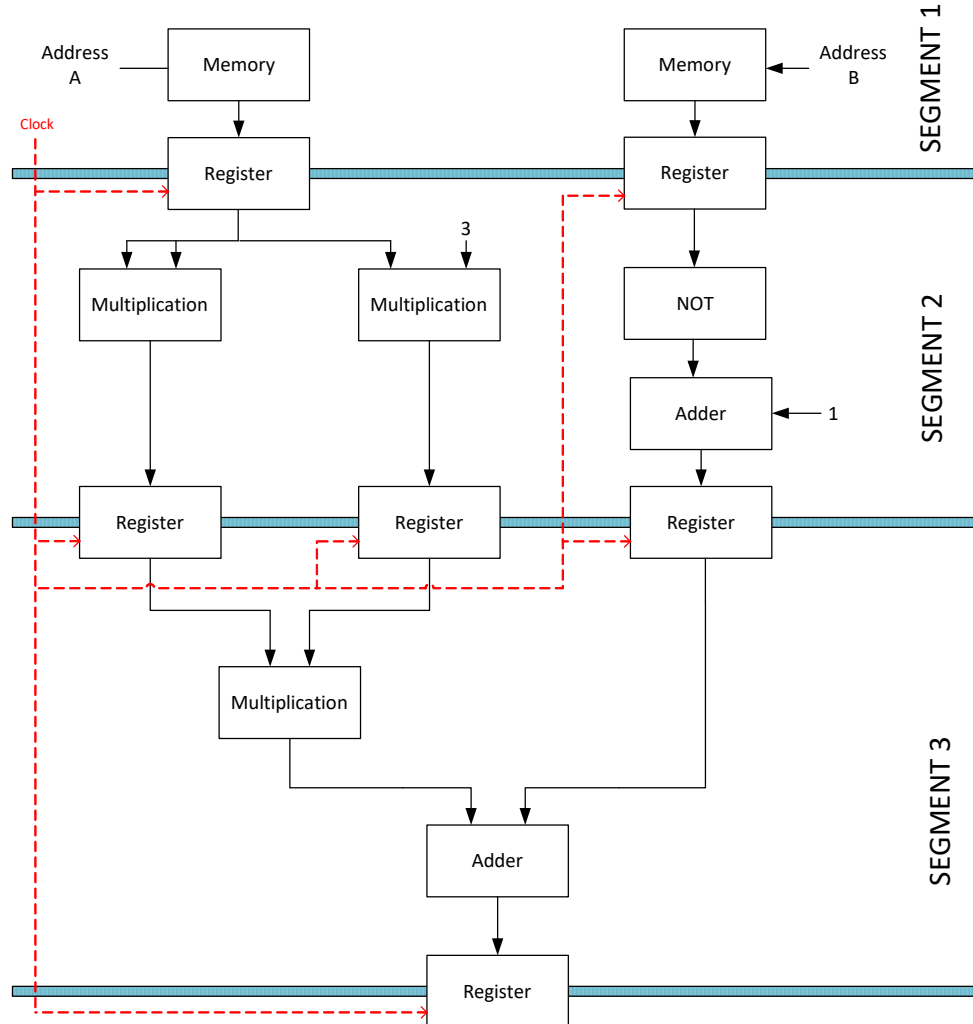 Address
A
Memory
Memory
Address
B
SEGMENT 1
Clock
Register
Register
3
Multiplication
Multiplication
NOT
SEGMENT 2
Adder
1
Register
Register
Register
Multiplication
SEGMENT 3
Adder
Register